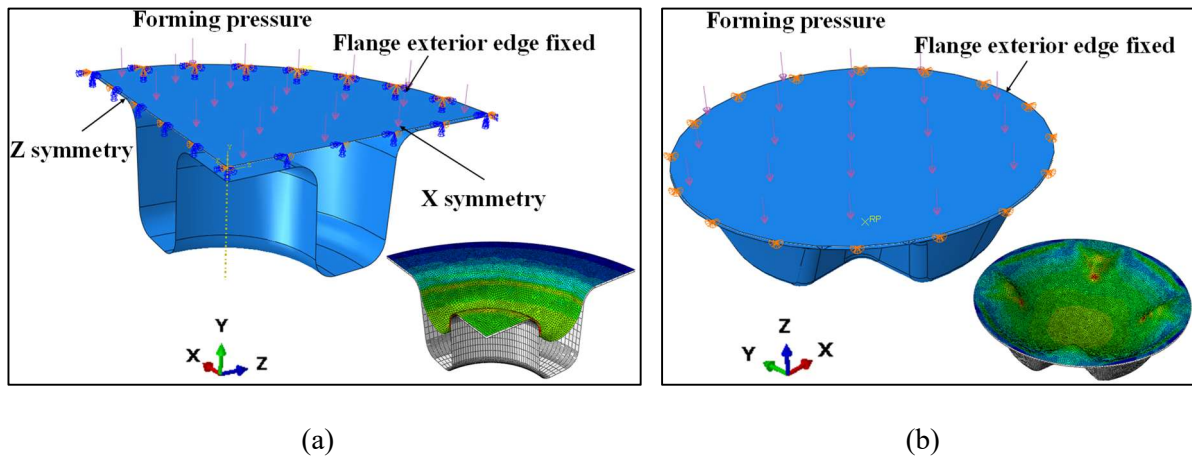 Forming pressure
Flange exterior edge fixed
Z symmetry
X symmetry
Y
X
Z
Forming pressure
Flange exterior edge fixed
RP
Z
Y
X
(a)
(b)